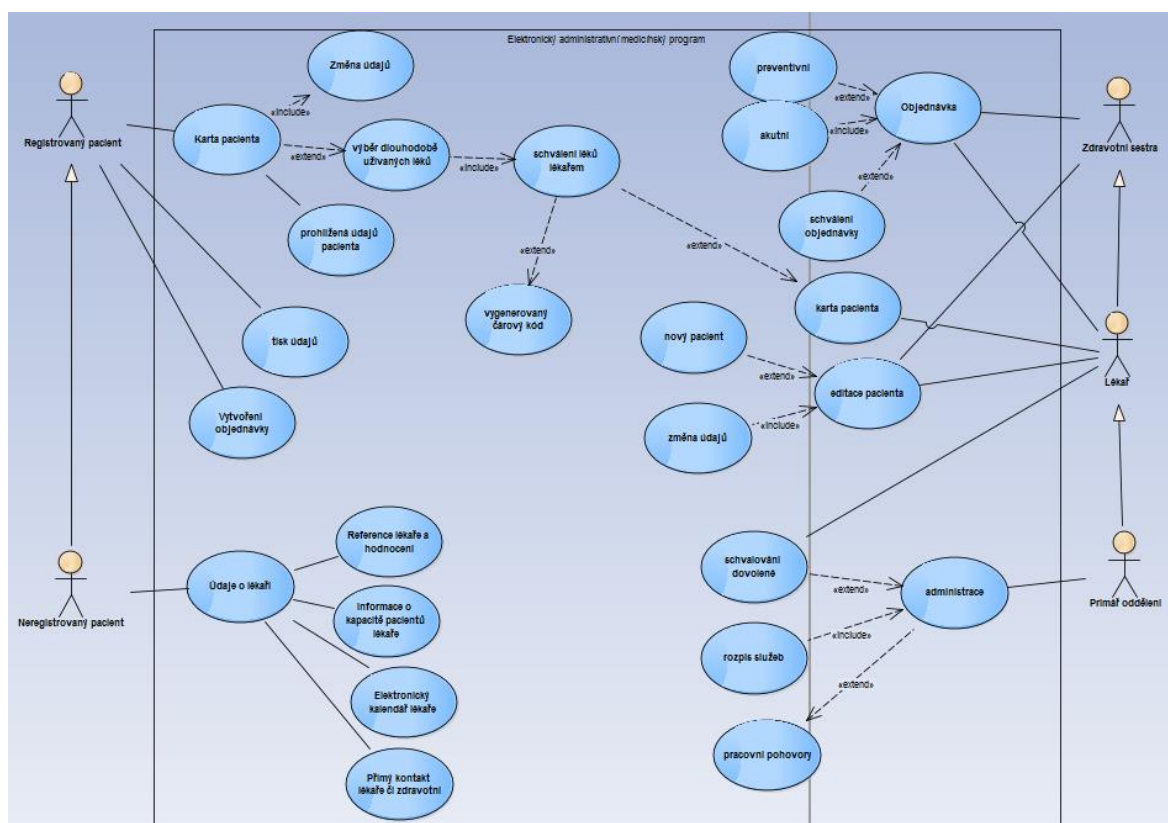 Elektronický administrativní medicínský program
Změna údajů
preventivní
«include»
«extend»
Objednávka
Registrovaný pacient
Karta pacienta
výběr dlouhodobě
užívaných léků
«extend»
«include»
schválení léků
lékařem
akutní
«include»
Zdravotní sestra
«extend»
prohlížená údajů
pacienta
schválení
objednávky
«extend»
«extend»
vygenerovaný
čárový kód
karta pacienta
tisk údajů
nový pacient
«extend»
editace pacienta
Lékař
Vytvoření
objednávky
změna údajů
«include»
Reference lékaře a
hodnocení
Údaje o lékaři
Neregistrovaný pacient
Informace o
kapacitě pacientů
lékaře
Elektronický
kalendář lékaře
Přímý kontakt
lékaře či zdravotní
schvalování
dovolené
«extend»
administrace
Primář oddělení
rozpis služeb
«include»
«extend»
pracovní pohovory